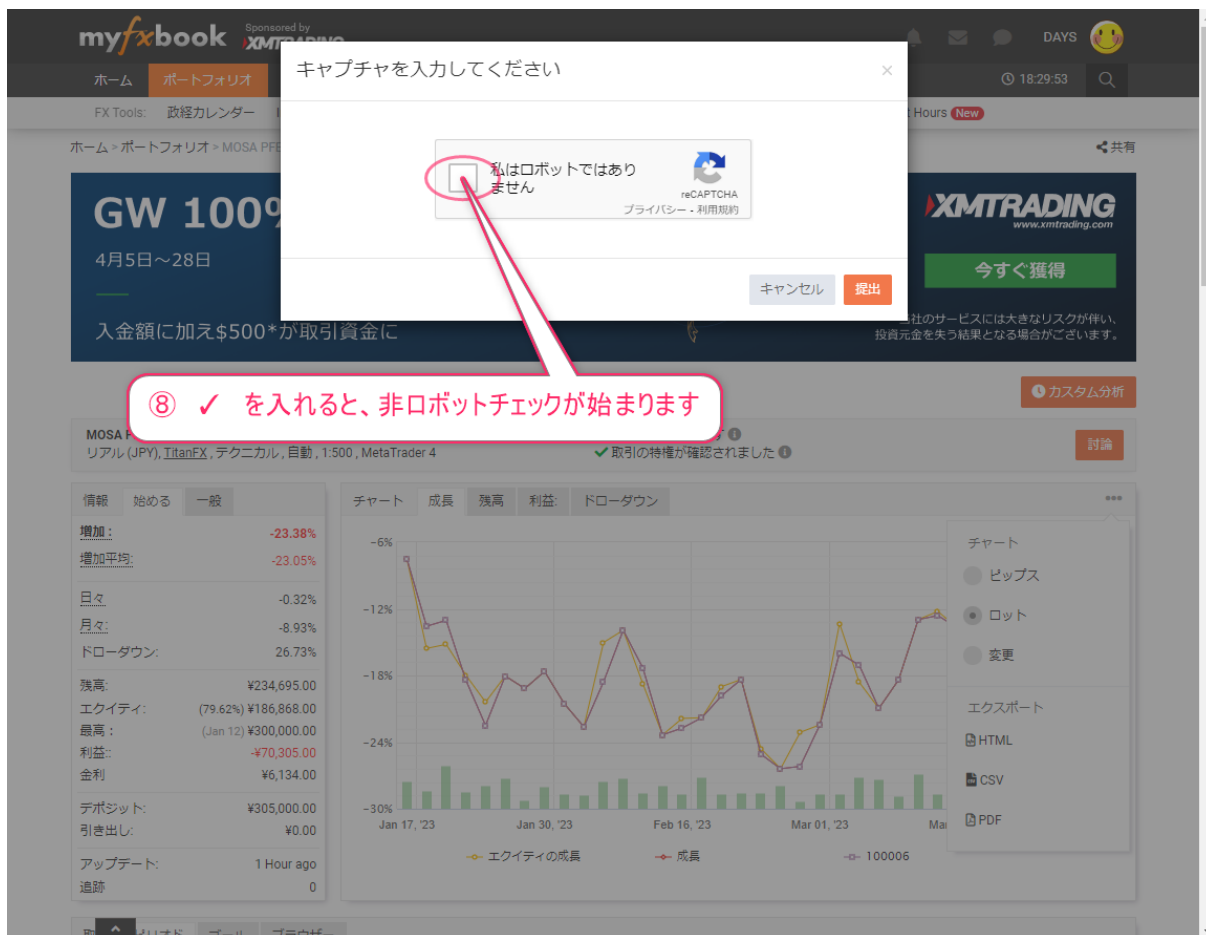 myfxbook Sponsored by
XMTRADING
DAYS
ホーム ポートフォリオ
18:29:53
FX Tools: 政経カレンダー
Hours New
ホーム > ポートフォリオ > MOSA PFE
共有
キャプチャを入力してください
×
私はロボットではあり
ません
reCAPTCHA
プライバシー - 利用規約
キャンセル 提出
GW 100%
4月5日～28日
入金額に加え$500*が取引資金に
XMTRADING
www.xmtrading.com
今すぐ獲得
当社のサービスには大きなリスクが伴い、
投資元金を失う結果となる場合がございます。
⑧ ✓ を入れると、非ロボットチェックが始まります
カスタム分析
MOSA
リアル (JPY), TitanFX , テクニカル , 自動 , 1:500 , MetaTrader 4
取引の特権が確認されました
討論
情報 始める 一般
増加 : -23.38%
増加平均: -23.05%
日々 -0.32%
月々: -8.93%
ドローダウン: 26.73%
残高: ¥234,695.00
エクイティ: (79.62%) ¥186,868.00
最高 : (Jan 12) ¥300,000.00
利益:: -¥70,305.00
金利 ¥6,134.00
デポジット: ¥305,000.00
引き出し: ¥0.00
アップデート: 1 Hour ago
追跡 0
チャート 成長 残高 利益: ドローダウン
-6%
-12%
-18%
-24%
-30%
Jan 17, '23 Jan 30, '23 Feb 16, '23 Mar 01, '23
エクイティの成長 成長 100006
チャート
ピップス
ロット
変更
エクスポート
HTML
CSV
PDF
ゴール ブラウザー